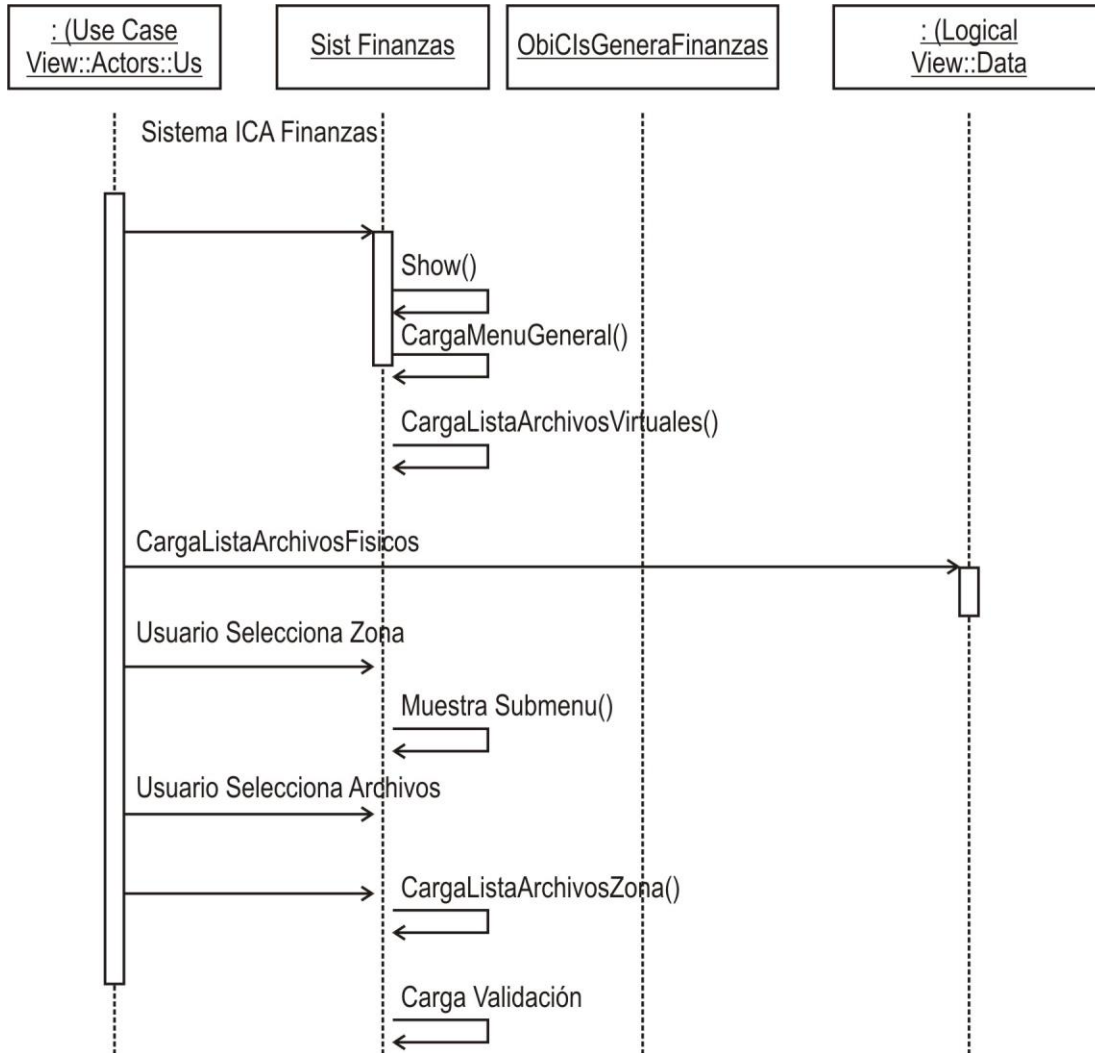 : (Use Case
View::Actors::Us
Sist Finanzas
ObiCIsGeneraFinanzas
: (Logical
View::Data
Sistema ICA Finanzas
Show()
CargaMenuGeneral()
CargaListaArchivosVirtuales()
CargaListaArchivosFisicos
Usuario Selecciona Zona
Muestra Submenu()
Usuario Selecciona Archivos
CargaListaArchivosZona()
Carga Validación